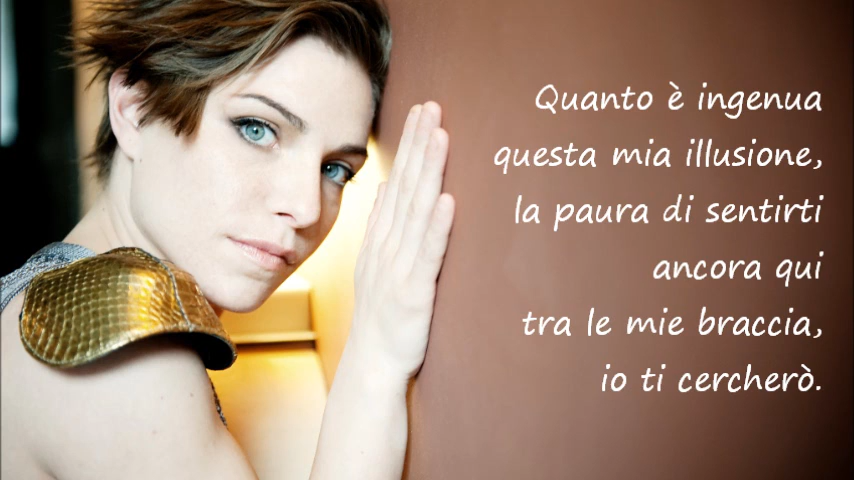 Quanto è ingenua
questa mia illusione,
la paura di sentirti
ancora qui
tra le mie braccia,
io ti cercherò.